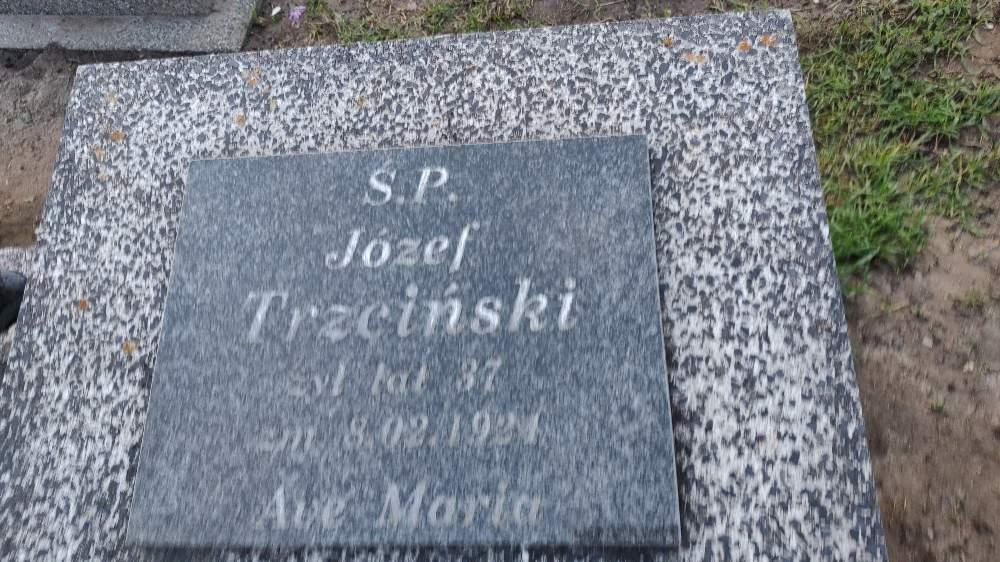 Ś.P.
Józef
Trzciński
żył lat 37
zm 8.02.1924
Ave Maria